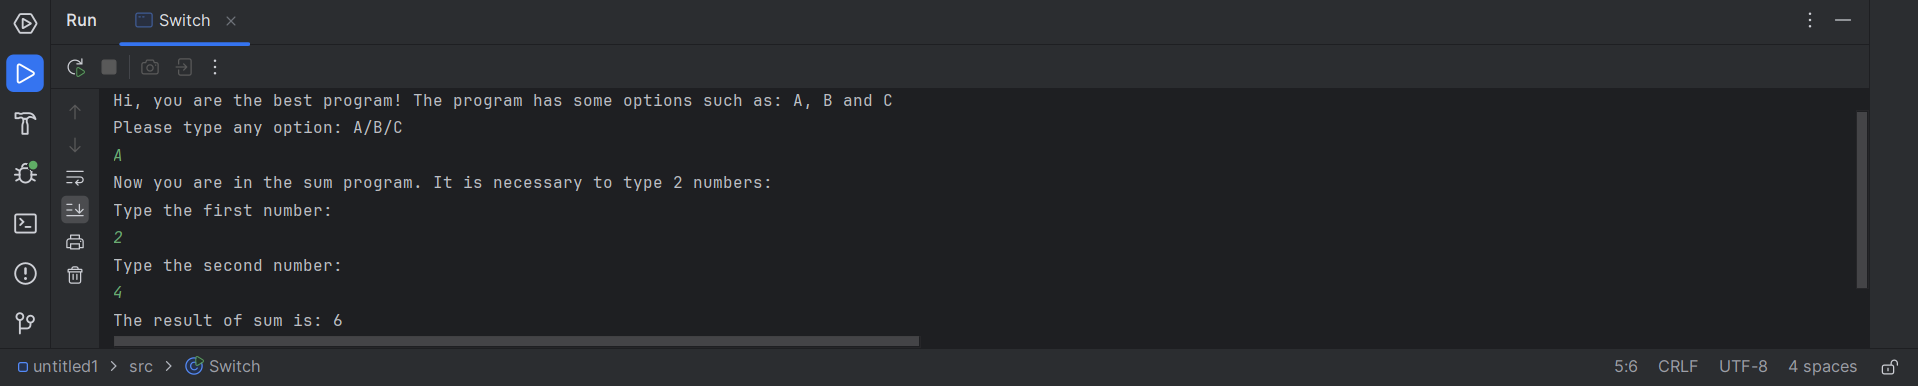 Run Switch
Hi, you are the best program! The program has some options such as: A, B and C
Please type any option: A/B/C
A
Now you are in the sum program. It is necessary to type 2 numbers:
Type the first number:
2
Type the second number:
4
The result of sum is: 6
untitled1 > src > Switch 5:6 CRLF UTF-8 4 spaces